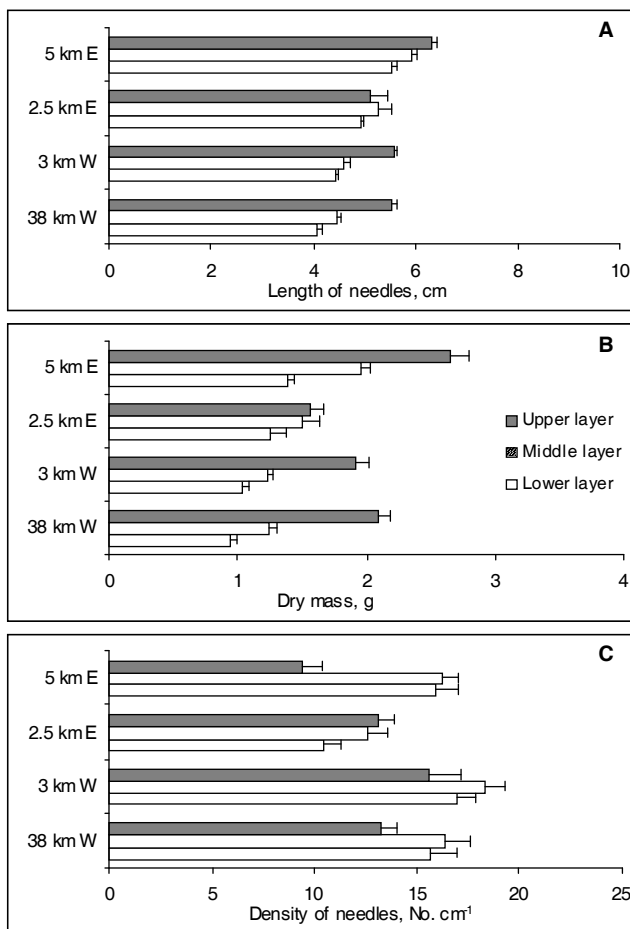 A
5 km E
2.5 km E
3 km W
38 km W
0 2 4 6 8 10
Length of needles, cm
B
5 km E
2.5 km E
3 km W
38 km W
Upper layer
Middle layer
Lower layer
0 1 2 3 4
Dry mass, g
C
5 km E
2.5 km E
3 km W
38 km W
0 5 10 15 20 25
Density of needles, No. cm⁻¹